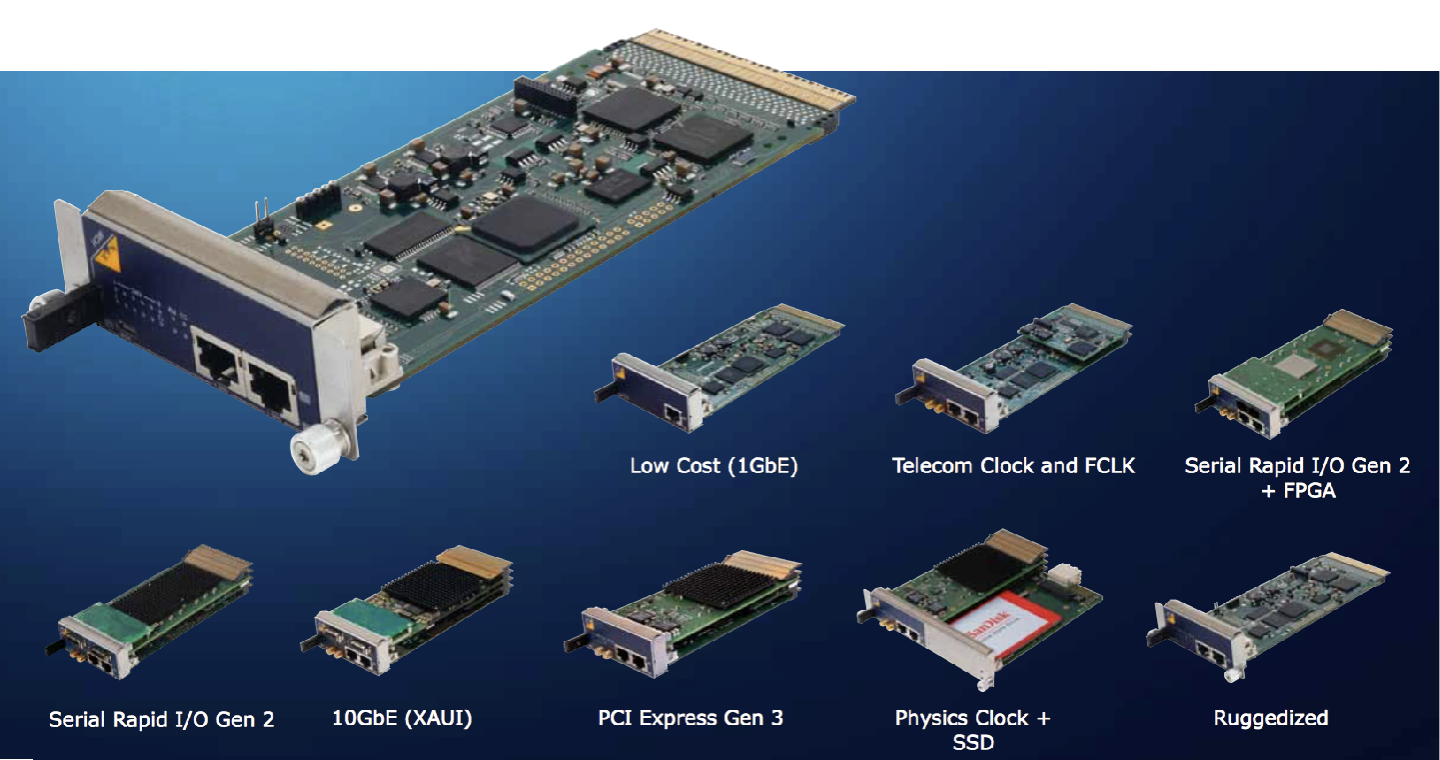 Low Cost (1GbE)
Telecom Clock and FCLK
Serial Rapid I/O Gen 2
+ FPGA
Serial Rapid I/O Gen 2
10GbE (XAUI)
PCI Express Gen 3
Physics Clock +
SSD
Ruggedized
SanDisk